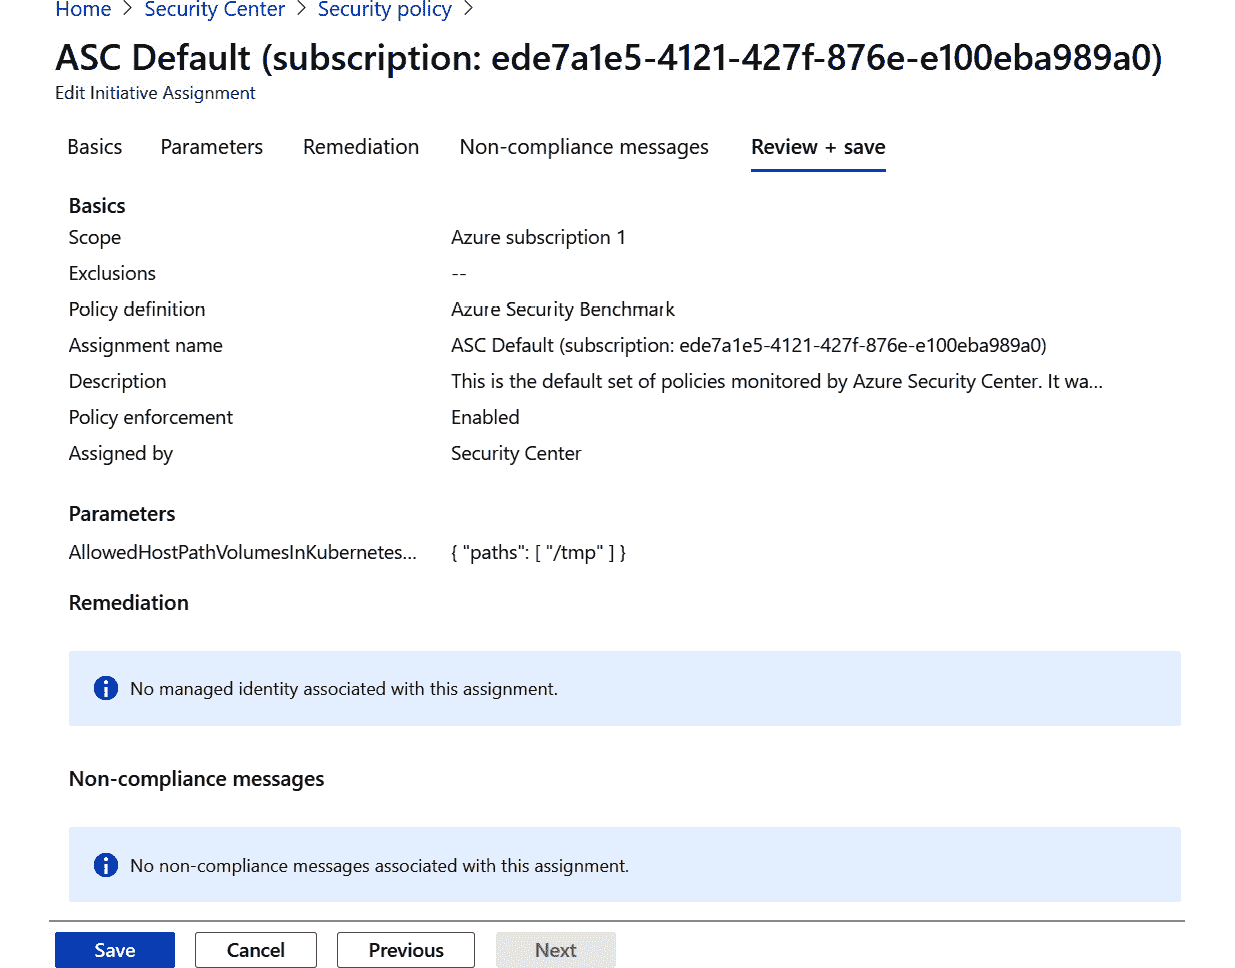 Home > Security Center > Security policy >
ASC Default (subscription: ede7a1e5-4121-427f-876e-e100eba989a0)
Edit Initiative Assignment
Basics Parameters Remediation Non-compliance messages Review + save
Basics
Scope Azure subscription 1
Exclusions --
Policy definition Azure Security Benchmark
Assignment name ASC Default (subscription: ede7a1e5-4121-427f-876e-e100eba989a0)
Description This is the default set of policies monitored by Azure Security Center. It wa...
Policy enforcement Enabled
Assigned by Security Center
Parameters
AllowedHostPathVolumesInKubernetes... { "paths": [ "/tmp" ] }
Remediation
No managed identity associated with this assignment.
Non-compliance messages
No non-compliance messages associated with this assignment.
Save Cancel Previous Next